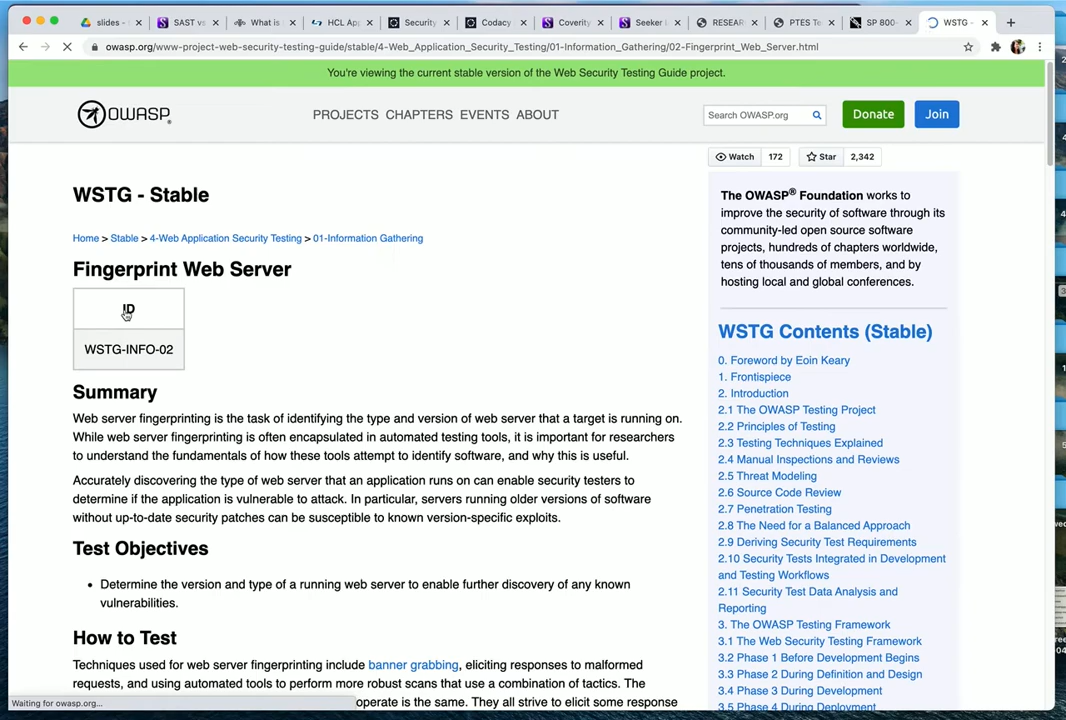 slides -
SAST vs
What is
HCL App
Security
Codacy
Coverity
Seeker
RESEAR
PTES Te
SP 800-
WSTG -
owasp.org/www-project-web-security-testing-guide/stable/4-Web_Application_Security_Testing/01-Information_Gathering/02-Fingerprint_Web_Server.html
You're viewing the current stable version of the Web Security Testing Guide project.
OWASP
PROJECTS CHAPTERS EVENTS ABOUT
Search OWASP.org
Donate
Join
Watch 172
Star 2,342
WSTG - Stable
Home > Stable > 4-Web Application Security Testing > 01-Information Gathering
Fingerprint Web Server
ID
WSTG-INFO-02
Summary
Web server fingerprinting is the task of identifying the type and version of web server that a target is running on.
While web server fingerprinting is often encapsulated in automated testing tools, it is important for researchers
to understand the fundamentals of how these tools attempt to identify software, and why this is useful.
Accurately discovering the type of web server that an application runs on can enable security testers to
determine if the application is vulnerable to attack. In particular, servers running older versions of software
without up-to-date security patches can be susceptible to known version-specific exploits.
Test Objectives
• Determine the version and type of a running web server to enable further discovery of any known
vulnerabilities.
How to Test
Techniques used for web server fingerprinting include banner grabbing, eliciting responses to malformed
requests, and using automated tools to perform more robust scans that use a combination of tactics. The
operate is the same. They all strive to elicit some response
The OWASP® Foundation works to
improve the security of software through its
community-led open source software
projects, hundreds of chapters worldwide,
tens of thousands of members, and by
hosting local and global conferences.
WSTG Contents (Stable)
0. Foreword by Eoin Keary
1. Frontispiece
2. Introduction
2.1 The OWASP Testing Project
2.2 Principles of Testing
2.3 Testing Techniques Explained
2.4 Manual Inspections and Reviews
2.5 Threat Modeling
2.6 Source Code Review
2.7 Penetration Testing
2.8 The Need for a Balanced Approach
2.9 Deriving Security Test Requirements
2.10 Security Tests Integrated in Development
and Testing Workflows
2.11 Security Test Data Analysis and
Reporting
3. The OWASP Testing Framework
3.1 The Web Security Testing Framework
3.2 Phase 1 Before Development Begins
3.3 Phase 2 During Definition and Design
3.4 Phase 3 During Development
3.5 Phase 4 During Deployment
Waiting for owasp.org...